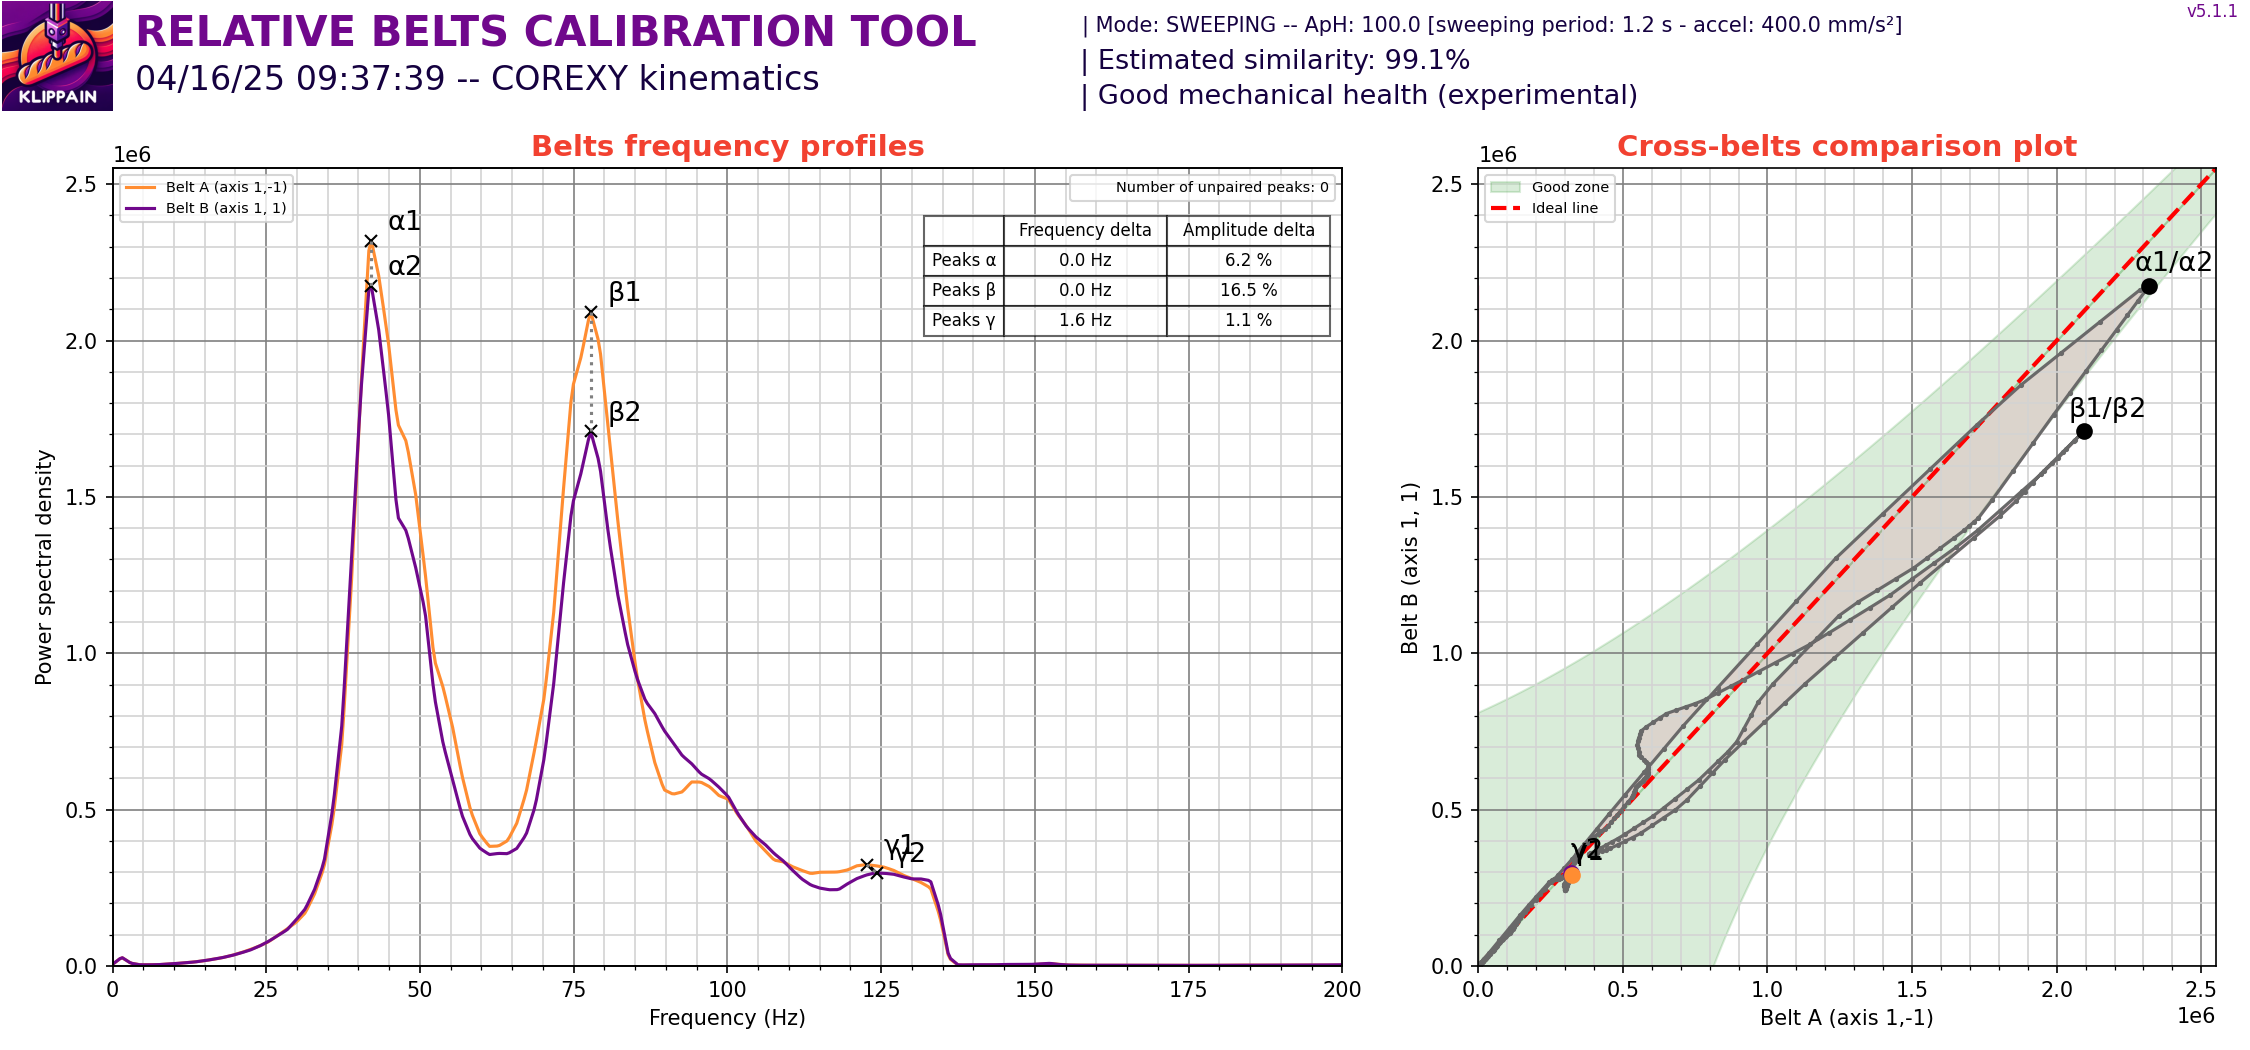 KLIPPAIN
RELATIVE BELTS CALIBRATION TOOL
04/16/25 09:37:39 -- COREXY kinematics
| Mode: SWEEPING -- ApH: 100.0 [sweeping period: 1.2 s - accel: 400.0 mm/s²]
| Estimated similarity: 99.1%
| Good mechanical health (experimental)
v5.1.1
Belts frequency profiles
1e6
Belt A (axis 1,-1)
Belt B (axis 1, 1)
Number of unpaired peaks: 0
Frequency delta Amplitude delta
Peaks α 0.0 Hz 6.2 %
Peaks β 0.0 Hz 16.5 %
Peaks γ 1.6 Hz 1.1 %
α1
α2
β1
β2
γ1
γ2
2.5
2.0
1.5
1.0
0.5
0.0
Power spectral density
0 25 50 75 100 125 150 175 200
Frequency (Hz)
Cross-belts comparison plot
1e6
Good zone
Ideal line
α1/α2
β1/β2
2.5
2.0
1.5
1.0
0.5
0.0
Belt B (axis 1, 1)
0.0 0.5 1.0 1.5 2.0 2.5
Belt A (axis 1,-1)
1e6